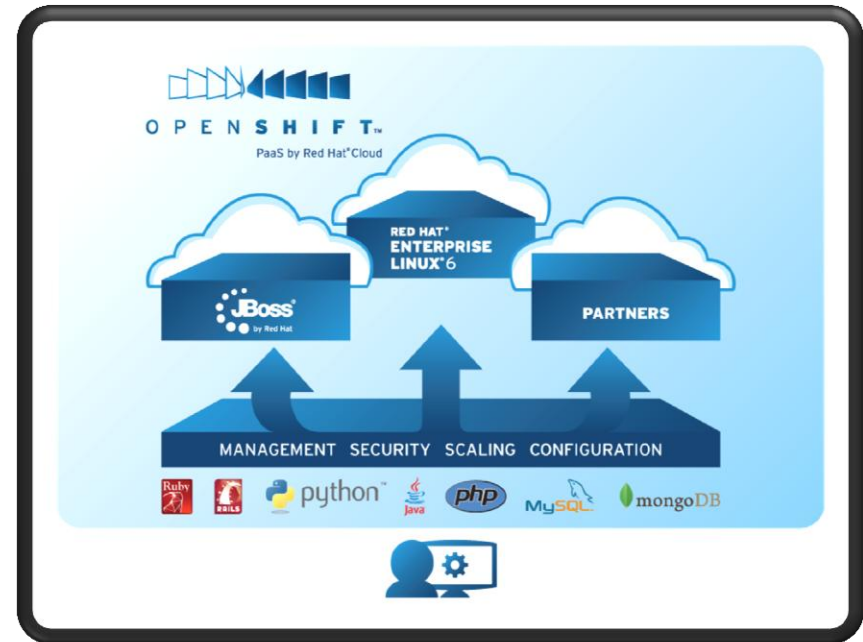 OPENSHIFT™
PaaS by Red Hat® Cloud
RED HAT®
ENTERPRISE
LINUX® 6
JBoss®
by Red Hat
PARTNERS
MANAGEMENT SECURITY SCALING CONFIGURATION
Ruby
RAILS
python™
Java
php
MySQL
mongoDB